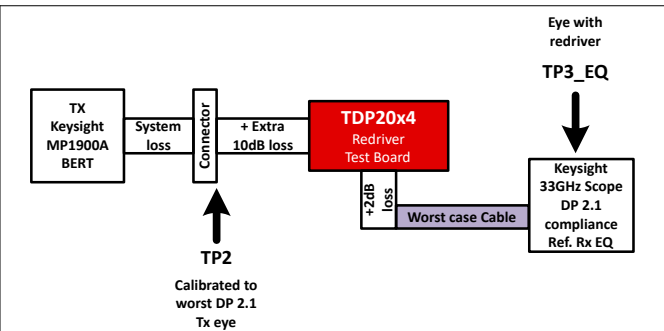 Eye with
redriver
TP3_EQ
TX
Keysight
MP1900A
BERT
System
loss
Connector
+ Extra
10dB loss
TDP20x4
Redriver
Test Board
+2dB
loss
Worst case Cable
Keysight
33GHz Scope
DP 2.1
compliance
Ref. Rx EQ
TP2
Calibrated to
worst DP 2.1
Tx eye